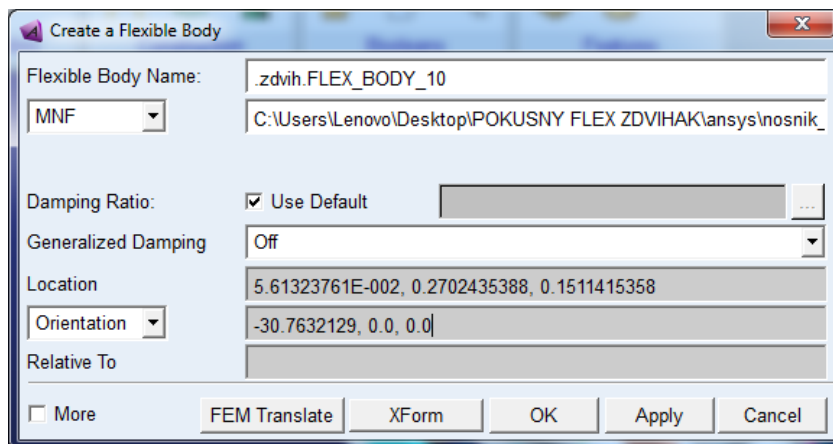 Create a Flexible Body
X
Flexible Body Name: .zdvih.FLEX_BODY_10
MNF C:\Users\Lenovo\Desktop\POKUSNY FLEX ZDVIHAK\ansys\nosnik_
Damping Ratio: Use Default ...
Generalized Damping Off
Location 5.61323761E-002, 0.2702435388, 0.1511415358
Orientation -30.7632129, 0.0, 0.0
Relative To
More FEM Translate XForm OK Apply Cancel